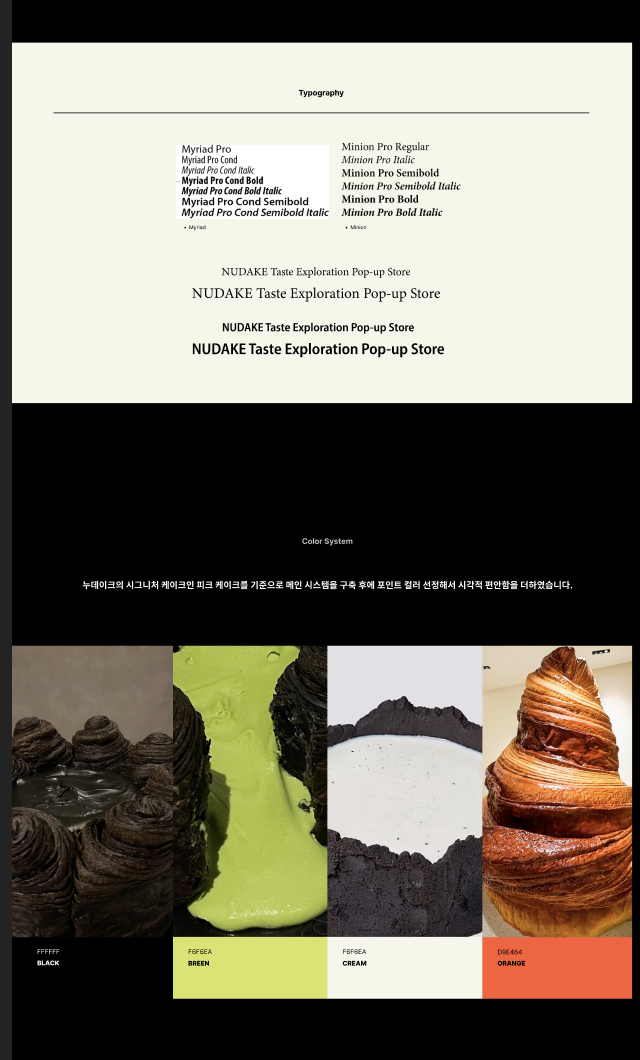 Typography
Myriad Pro
Myriad Pro Cond
Myriad Pro Cond Italic
Myriad Pro Cond Bold
Myriad Pro Cond Bold Italic
Myriad Pro Cond Semibold
Myriad Pro Cond Semibold Italic
• Myriad
Minion Pro Regular
Minion Pro Italic
Minion Pro Semibold
Minion Pro Semibold Italic
Minion Pro Bold
Minion Pro Bold Italic
• Minion
NUDAKE Taste Exploration Pop-up Store
NUDAKE Taste Exploration Pop-up Store
NUDAKE Taste Exploration Pop-up Store
NUDAKE Taste Exploration Pop-up Store
Color System
누데이크의 시그니처 케이크인 피크 케이크를 기준으로 메인 시스템을 구축 후에 포인트 컬러 선정해서 시각적 편안함을 더하였습니다.
FFFFFF
BLACK
F6F6EA
BREEN
F6F6EA
CREAM
D9E464
ORANGE